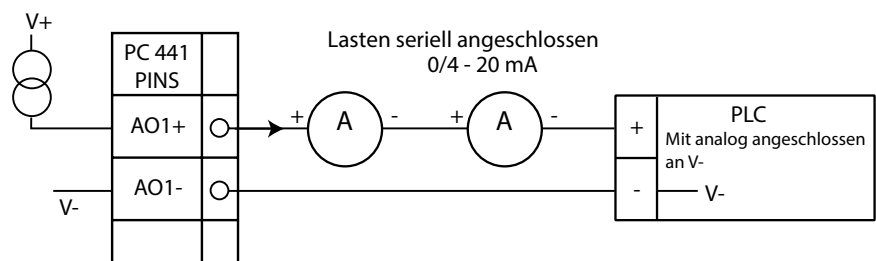 V+
PC 441
PINS
AO1+
AO1-
V-
Lasten seriell angeschlossen
0/4 - 20 mA
+ A -
+ A -
+
-
PLC
Mit analog angeschlossen
an V-
V-